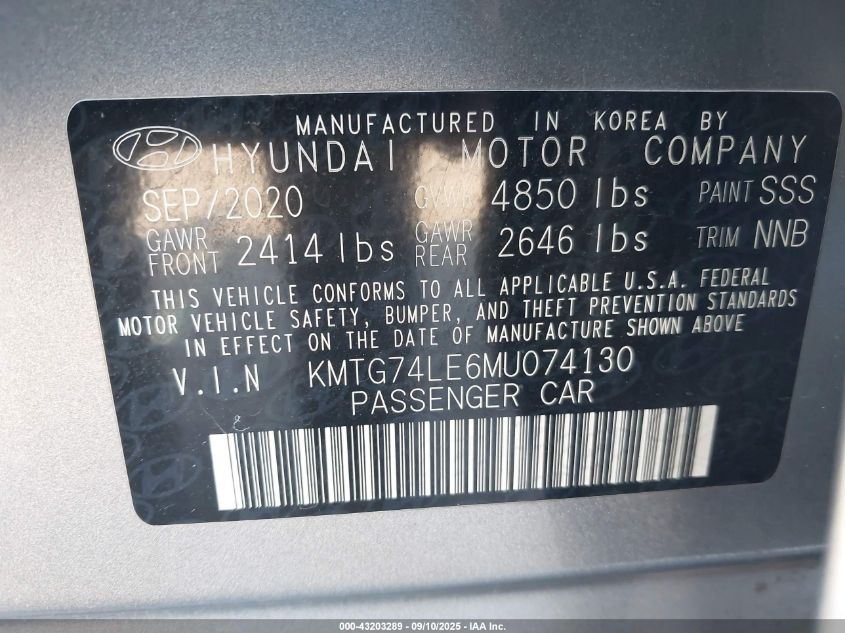 MANUFACTURED IN KOREA BY
HYUNDAI MOTOR COMPANY
SEP/2020 GVWR 4850 lbs PAINT SSS
GAWR FRONT 2414 lbs GAWR REAR 2646 lbs TRIM NNB
THIS VEHICLE CONFORMS TO ALL APPLICABLE U.S.A. FEDERAL
MOTOR VEHICLE SAFETY, BUMPER, AND THEFT PREVENTION STANDARDS
IN EFFECT ON THE DATE OF MANUFACTURE SHOWN ABOVE
V.I.N KMTG74LE6MU074130
PASSENGER CAR
000-43203289 - 09/10/2025 - IAA Inc.